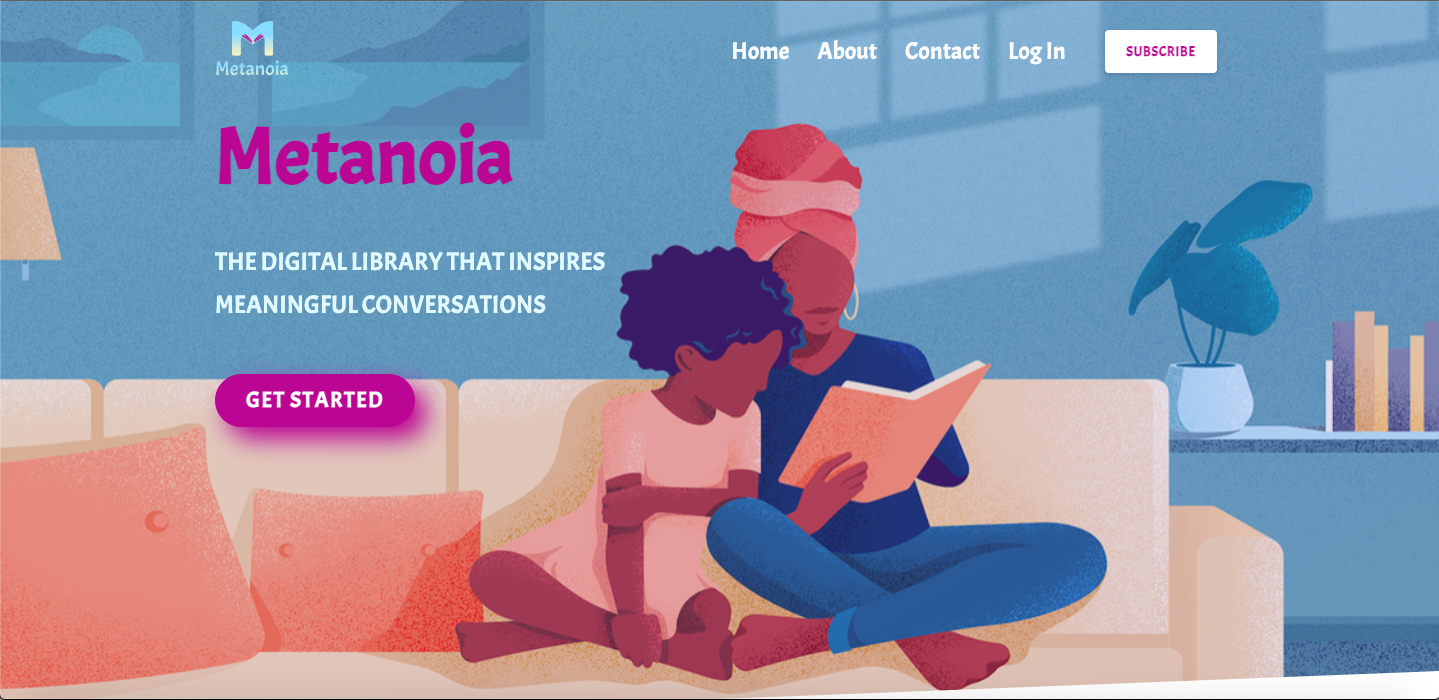 Metanoia
Home About Contact Log In SUBSCRIBE
Metanoia
THE DIGITAL LIBRARY THAT INSPIRES
MEANINGFUL CONVERSATIONS
GET STARTED